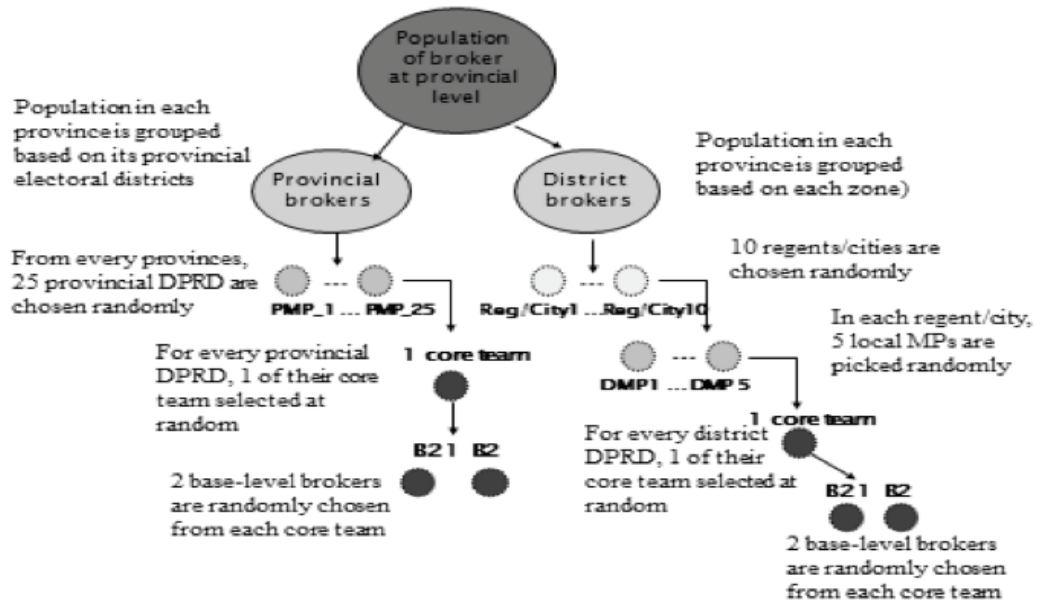 Population
of broker
at provincial
level
Population in each
province is grouped
based on its provincial
electoral districts
Population in each
province is grouped
based on each zone)
Provincial
brokers
District
brokers
From every provinces,
25 provincial DPRD are
chosen randomly
10 regents/cities are
chosen randomly
PMP_1 ... PMP_25
Reg/City1 ...Reg/City10
In each regent/city,
5 local MPs are
picked randomly
For every provincial
DPRD, 1 of their core
team selected at
random
1 core team
DMP1 ... DMP 5
1 core team
For every district
DPRD, 1 of their
core team selected at
random
B2 1 B2
2 base-level brokers
are randomly chosen
from each core team
B2 1 B2
2 base-level brokers
are randomly chosen
from each core team